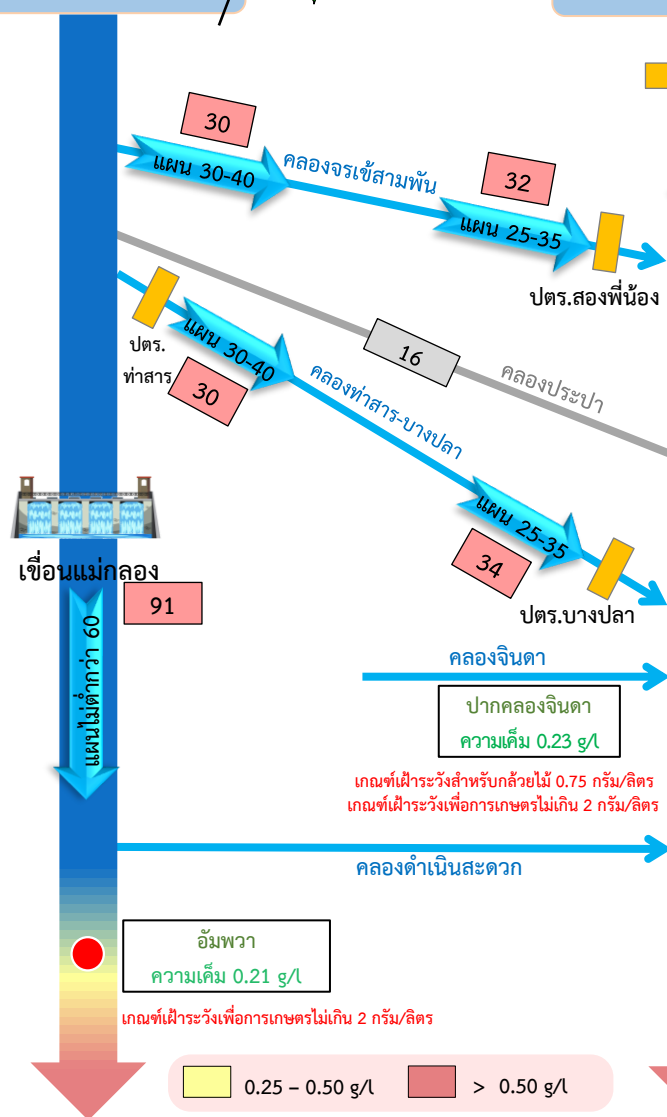 30
แผน 30-40
คลองจรเข้สามพัน
32
แผน 25-35
ปตร.สองพี่น้อง
ปตร.
ท่าสาร
แผน 30-40
30
16
คลองประปา
คลองท่าสาร-บางปลา
แผน 25-35
34
ปตร.บางปลา
เขื่อนแม่กลอง
91
แผนไม่ต่ำกว่า 60
คลองจินดา
ปากคลองจินดา
ความเค็ม 0.23 g/l
เกณฑ์เฝ้าระวังสำหรับกล้วยไม้ 0.75 กรัม/ลิตร
เกณฑ์เฝ้าระวังเพื่อการเกษตรไม่เกิน 2 กรัม/ลิตร
คลองดำเนินสะดวก
อัมพวา
ความเค็ม 0.21 g/l
เกณฑ์เฝ้าระวังเพื่อการเกษตรไม่เกิน 2 กรัม/ลิตร
0.25 – 0.50 g/l
> 0.50 g/l